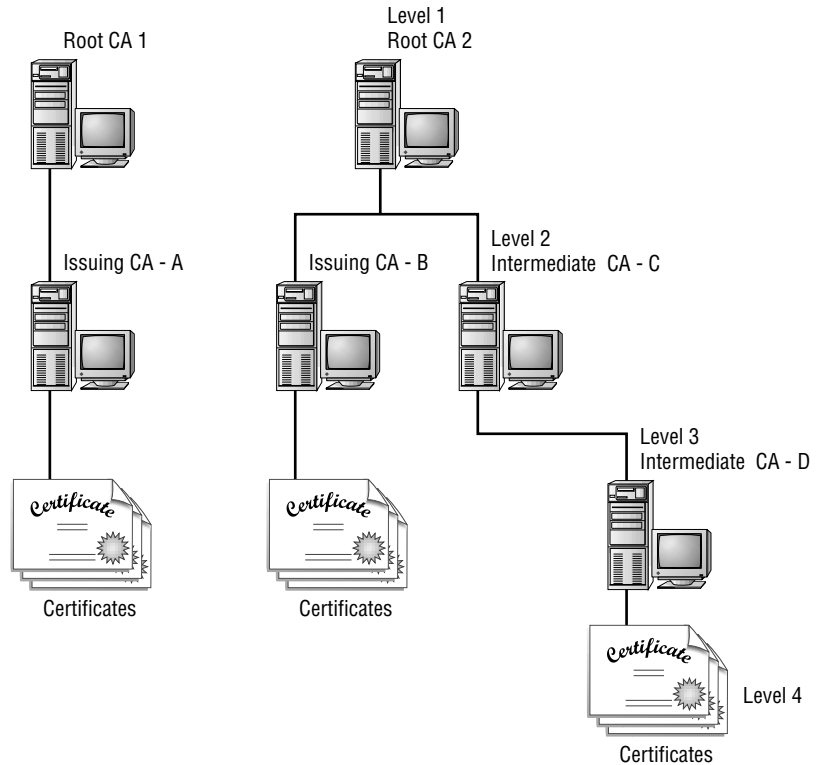 Level 1
Root CA 1
Root CA 2
Issuing CA - A
Issuing CA - B
Level 2
Intermediate CA - C
Level 3
Intermediate CA - D
Certificate
Certificates
Certificate
Certificates
Certificate
Level 4
Certificates